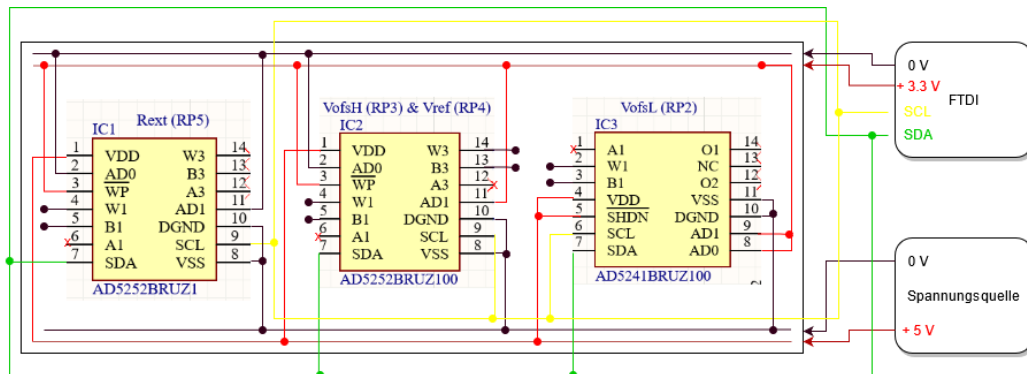 Rext (RP5)
IC1
1 VDD W3 14
2 AD0 B3 13
3 WP A3 12
4 W1 AD1 11
5 B1 DGND 10
6 A1 SCL 9
7 SDA VSS 8
AD5252BRUZ1
VofsH (RP3) & Vref (RP4)
IC2
1 VDD W3 14
2 AD0 B3 13
3 WP A3 12
4 W1 AD1 11
5 B1 DGND 10
6 A1 SCL 9
7 SDA VSS 8
AD5252BRUZ100
VofsL (RP2)
IC3
1 A1 O1 14
2 W1 NC 13
3 B1 O2 12
4 VDD VSS 11
5 SHDN DGND 10
6 SCL AD1 9
7 SDA AD0 8
AD5241BRUZ100
0 V
+ 3.3 V
FTDI
SCL
SDA
0 V
Spannungsquelle
+ 5 V